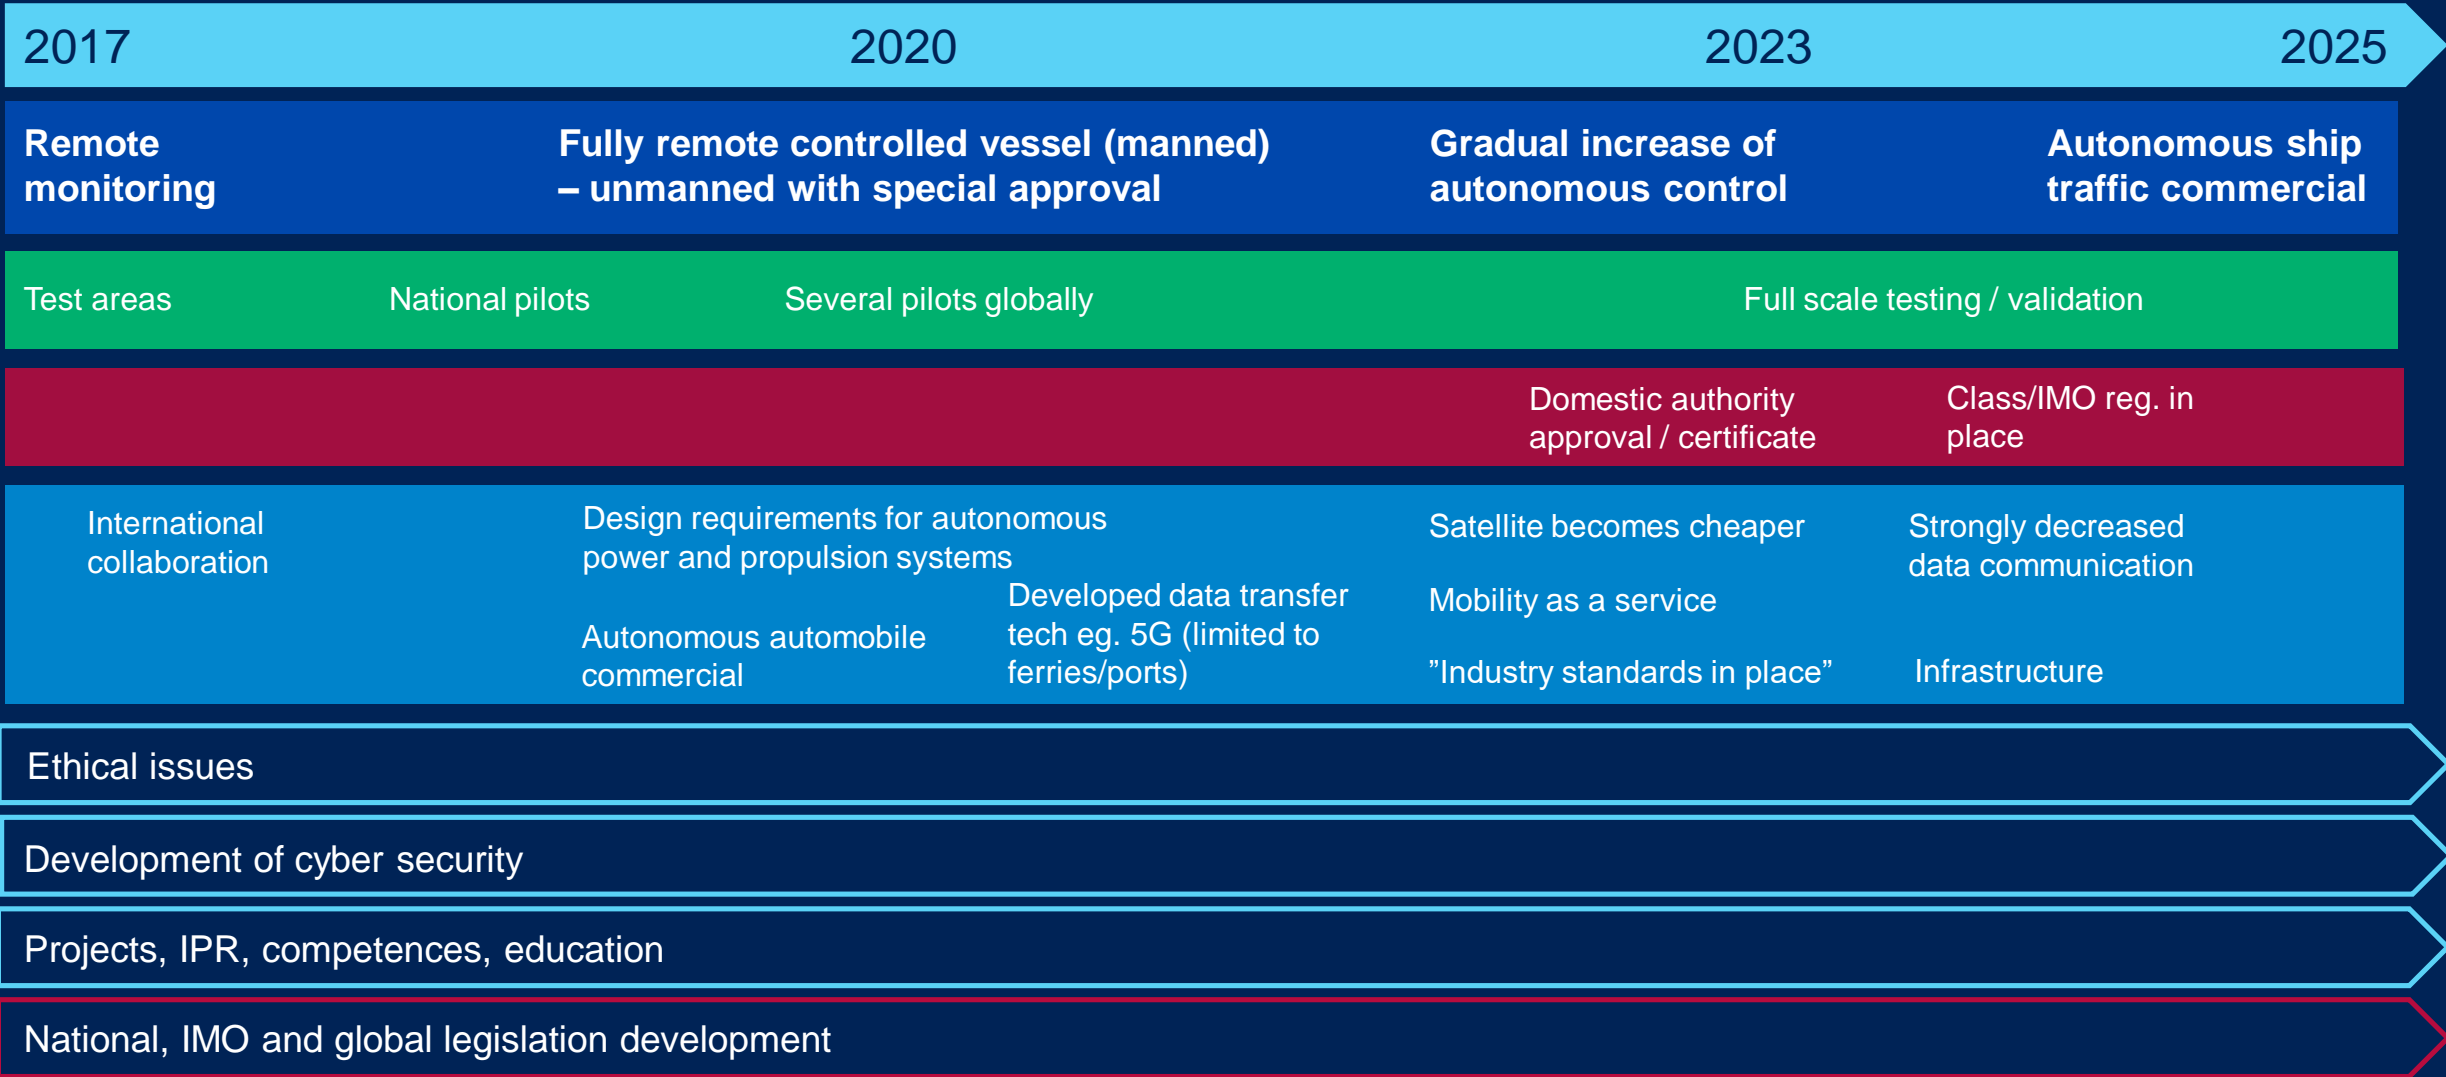 2017
2020
2023
2025
Remote
monitoring
Fully remote controlled vessel (manned)
– unmanned with special approval
Gradual increase of
autonomous control
Autonomous ship
traffic commercial
Test areas
National pilots
Several pilots globally
Full scale testing / validation
Domestic authority
approval / certificate
Class/IMO reg. in
place
International
collaboration
Design requirements for autonomous
power and propulsion systems
Autonomous automobile
commercial
Developed data transfer
tech eg. 5G (limited to
ferries/ports)
Satellite becomes cheaper
Mobility as a service
”Industry standards in place”
Strongly decreased
data communication
Infrastructure
Ethical issues
Development of cyber security
Projects, IPR, competences, education
National, IMO and global legislation development